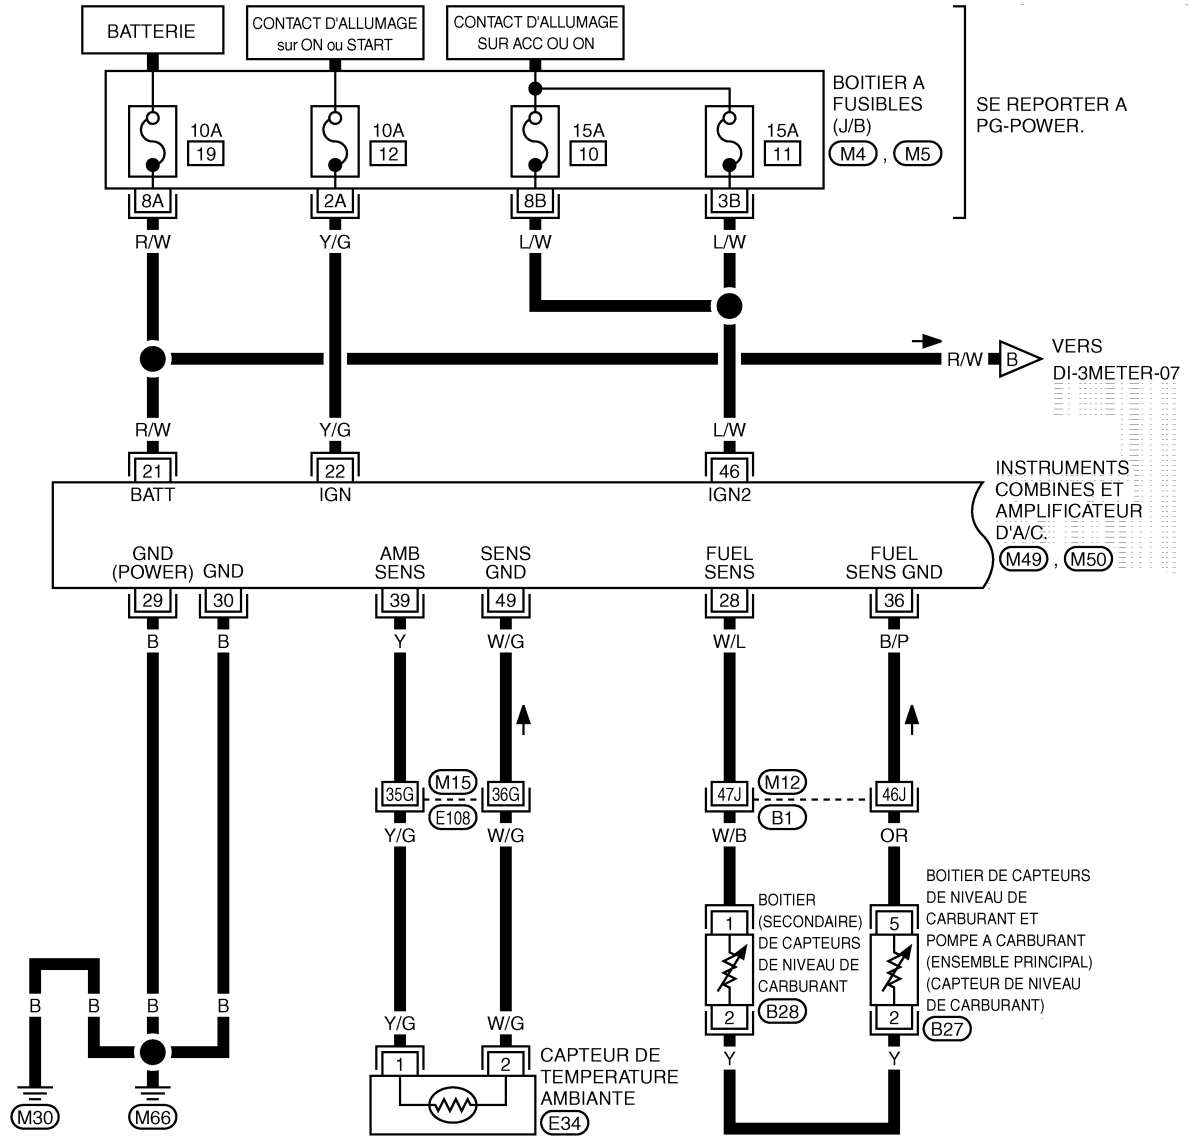 BATTERIE
CONTACT D'ALLUMAGE
sur ON ou START
CONTACT D'ALLUMAGE
SUR ACC OU ON
BOITIER A
FUSIBLES
(J/B)
M4 , M5
SE REPORTER A
PG-POWER.
10A
19
10A
12
15A
10
15A
11
8A
2A
8B
3B
R/W
Y/G
L/W
L/W
R/W
B
VERS
DI-3METER-07
R/W
Y/G
L/W
21
22
46
BATT
IGN
IGN2
INSTRUMENTS
COMBINES ET
AMPLIFICATEUR
D'A/C.
M49 , M50
GND
(POWER)
GND
AMB
SENS
SENS
GND
FUEL
SENS
FUEL
SENS GND
29
30
39
49
28
36
B
B
Y
W/G
W/L
B/P
35G
M15
E108
36G
47J
M12
B1
46J
Y/G
W/G
W/B
OR
BOITIER
(SECONDAIRE)
DE CAPTEURS
DE NIVEAU DE
CARBURANT
B28
BOITIER DE CAPTEURS
DE NIVEAU DE
CARBURANT ET
POMPE A CARBURANT
(ENSEMBLE PRINCIPAL)
(CAPTEUR DE NIVEAU
DE CARBURANT)
B27
1
5
2
2
B
B
B
B
Y/G
W/G
Y
Y
1
2
CAPTEUR DE
TEMPERATURE
AMBIANTE
E34
M30
M66